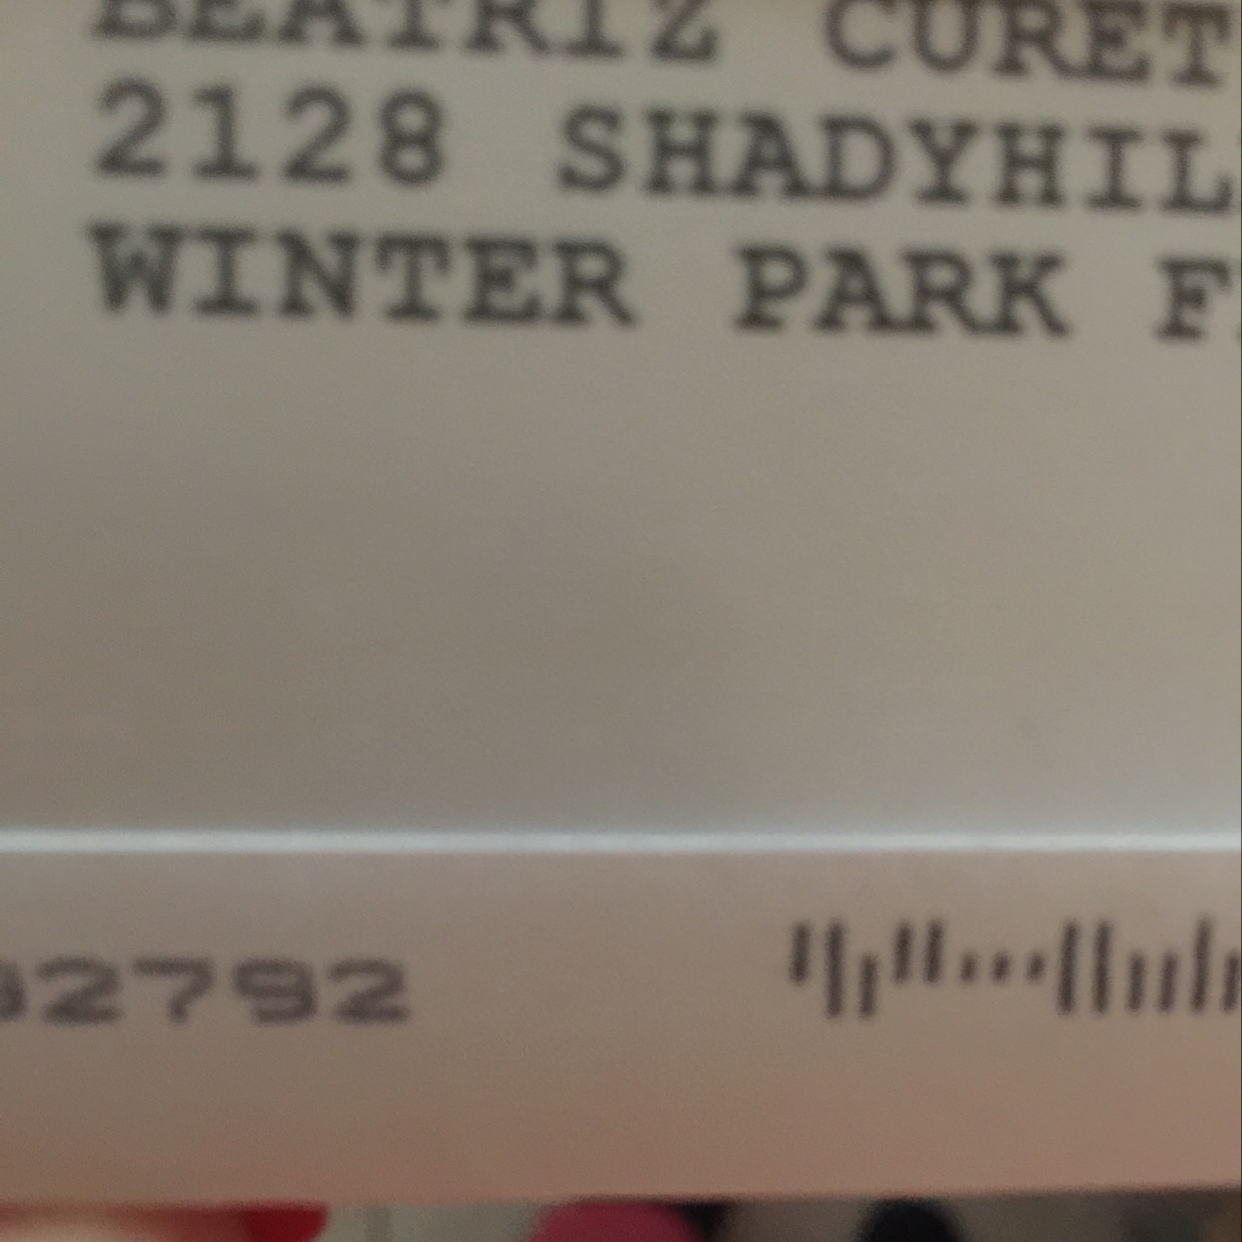 BEATRIZ CURET
2128 SHADYHIL
WINTER PARK F
2792